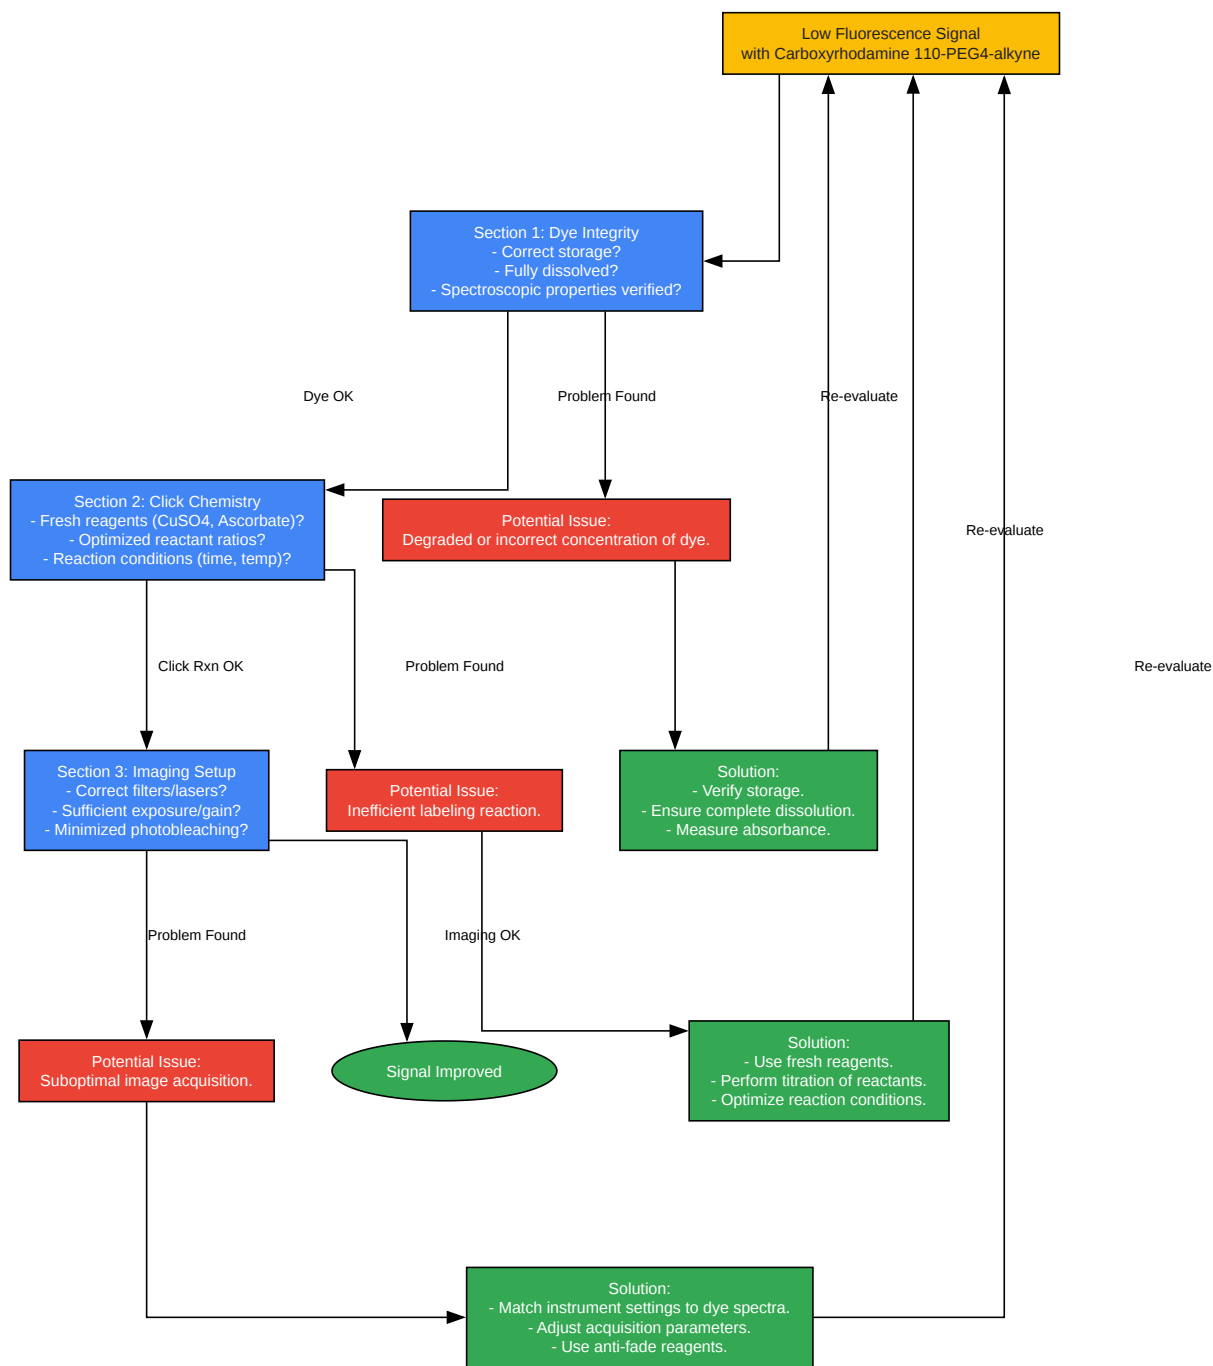 Low Fluorescence Signal
with Carboxyrhodamine 110-PEG4-alkyne
Section 1: Dye Integrity
- Correct storage?
- Fully dissolved?
- Spectroscopic properties verified?
Dye OK
Problem Found
Re-evaluate
Section 2: Click Chemistry
- Fresh reagents (CuSO4, Ascorbate)?
- Optimized reactant ratios?
- Reaction conditions (time, temp)?
Potential Issue:
Degraded or incorrect concentration of dye.
Re-evaluate
Click Rxn OK
Problem Found
Re-evaluate
Section 3: Imaging Setup
- Correct filters/lasers?
- Sufficient exposure/gain?
- Minimized photobleaching?
Potential Issue:
Inefficient labeling reaction.
Solution:
- Verify storage.
- Ensure complete dissolution.
- Measure absorbance.
Problem Found
Imaging OK
Potential Issue:
Suboptimal image acquisition.
Signal Improved
Solution:
- Use fresh reagents.
- Perform titration of reactants.
- Optimize reaction conditions.
Solution:
- Match instrument settings to dye spectra.
- Adjust acquisition parameters.
- Use anti-fade reagents.